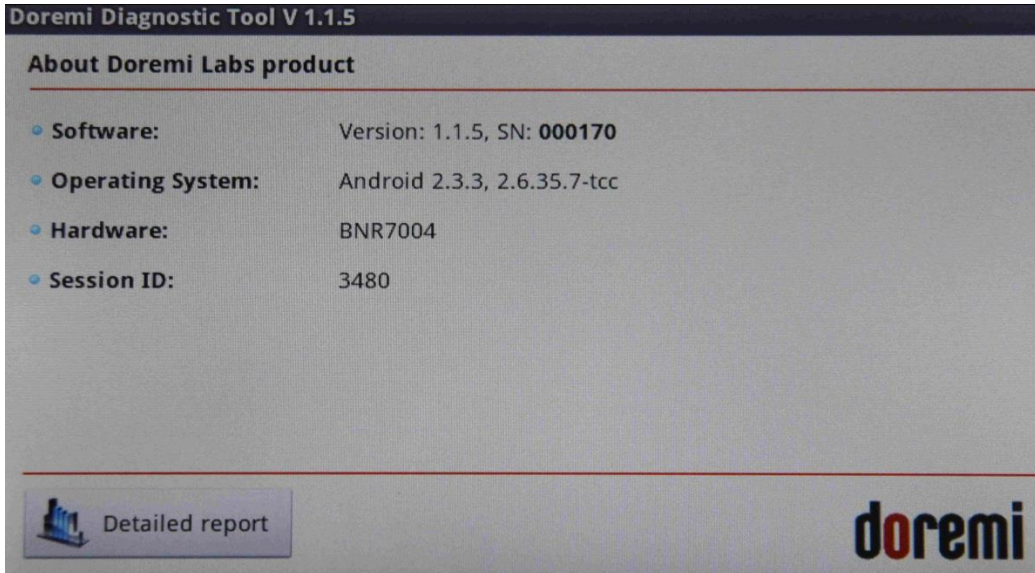 Doremi Diagnostic Tool V 1.1.5
About Doremi Labs product
Software: Version: 1.1.5, SN: 000170
Operating System: Android 2.3.3, 2.6.35.7-tcc
Hardware: BNR7004
Session ID: 3480
Detailed report
doremi